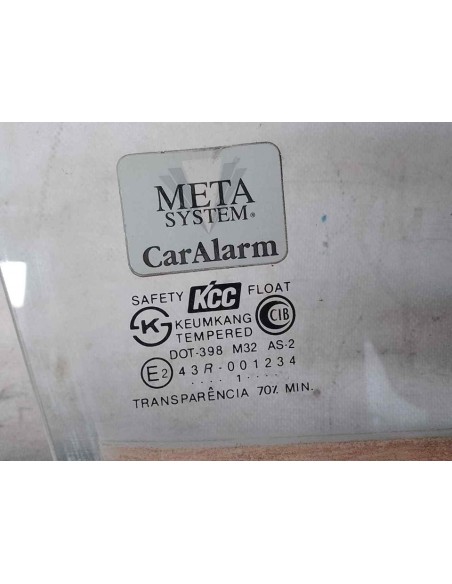 META
SYSTEM®
CarAlarm
SAFETY KCC FLOAT
K KEUMKANG CIB
TEMPERED
DOT-398 M32 AS-2
E2 43R-001234
.... 1 ....
TRANSPARÊNCIA 70% MIN.